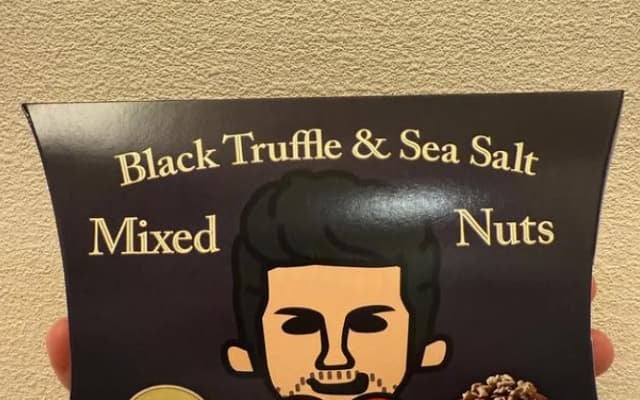 Black Truffle & Sea Salt
Mixed Nuts